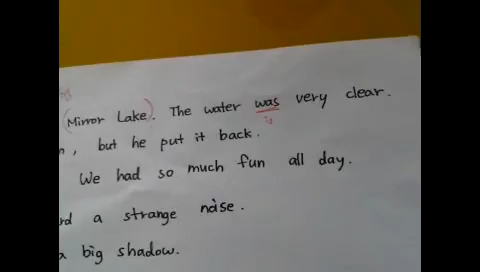 (Mirror Lake). The water was very clear.
is
, but he put it back.
We had so much fun all day.
a strange noise.
a big shadow.